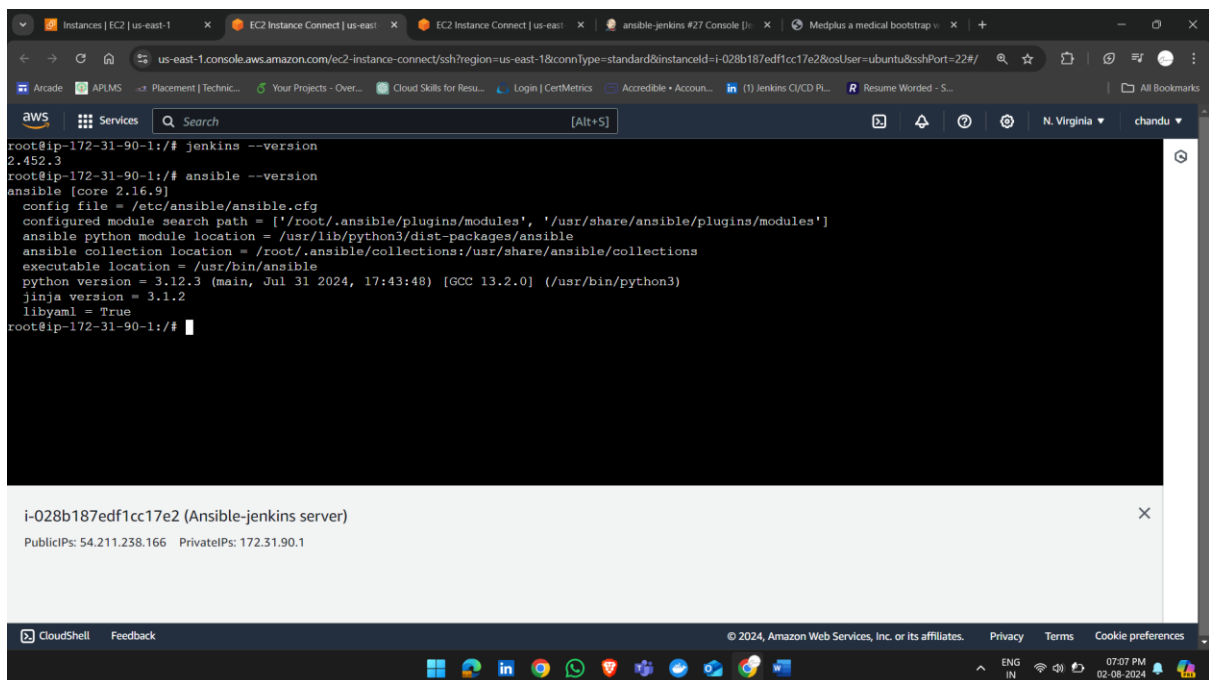 Instances | EC2 | us-east-1
EC2 Instance Connect | us-east-
EC2 Instance Connect | us-east-
ansible-jenkins #27 Console [Je
Medplus a medical bootstrap w
us-east-1.console.aws.amazon.com/ec2-instance-connect/ssh?region=us-east-1&connType=standard&instanceId=i-028b187edf1cc17e2&osUser=ubuntu&sshPort=22#/
Arcade
APLMS
Placement | Technic...
Your Projects - Over...
Cloud Skills for Resu...
Login | CertMetrics
Accredible • Accoun...
(1) Jenkins CI/CD Pi...
Resume Worded - S...
All Bookmarks
aws
Services
Search
[Alt+S]
N. Virginia
chandu
root@ip-172-31-90-1:/# jenkins --version
2.452.3
root@ip-172-31-90-1:/# ansible --version
ansible [core 2.16.9]
config file = /etc/ansible/ansible.cfg
configured module search path = ['/root/.ansible/plugins/modules', '/usr/share/ansible/plugins/modules']
ansible python module location = /usr/lib/python3/dist-packages/ansible
ansible collection location = /root/.ansible/collections:/usr/share/ansible/collections
executable location = /usr/bin/ansible
python version = 3.12.3 (main, Jul 31 2024, 17:43:48) [GCC 13.2.0] (/usr/bin/python3)
jinja version = 3.1.2
libyaml = True
root@ip-172-31-90-1:/#
i-028b187edf1cc17e2 (Ansible-jenkins server)
PublicIPs: 54.211.238.166 PrivateIPs: 172.31.90.1
CloudShell
Feedback
© 2024, Amazon Web Services, Inc. or its affiliates.
Privacy
Terms
Cookie preferences
ENG
IN
07:07 PM
02-08-2024